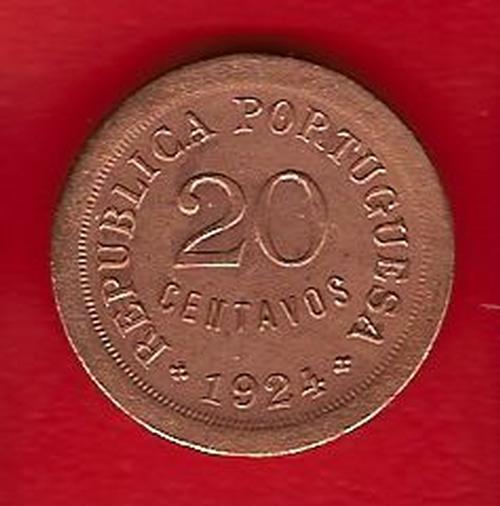 REPUBLICA PORTUGUESA
20
CENTAVOS
* 1924 *